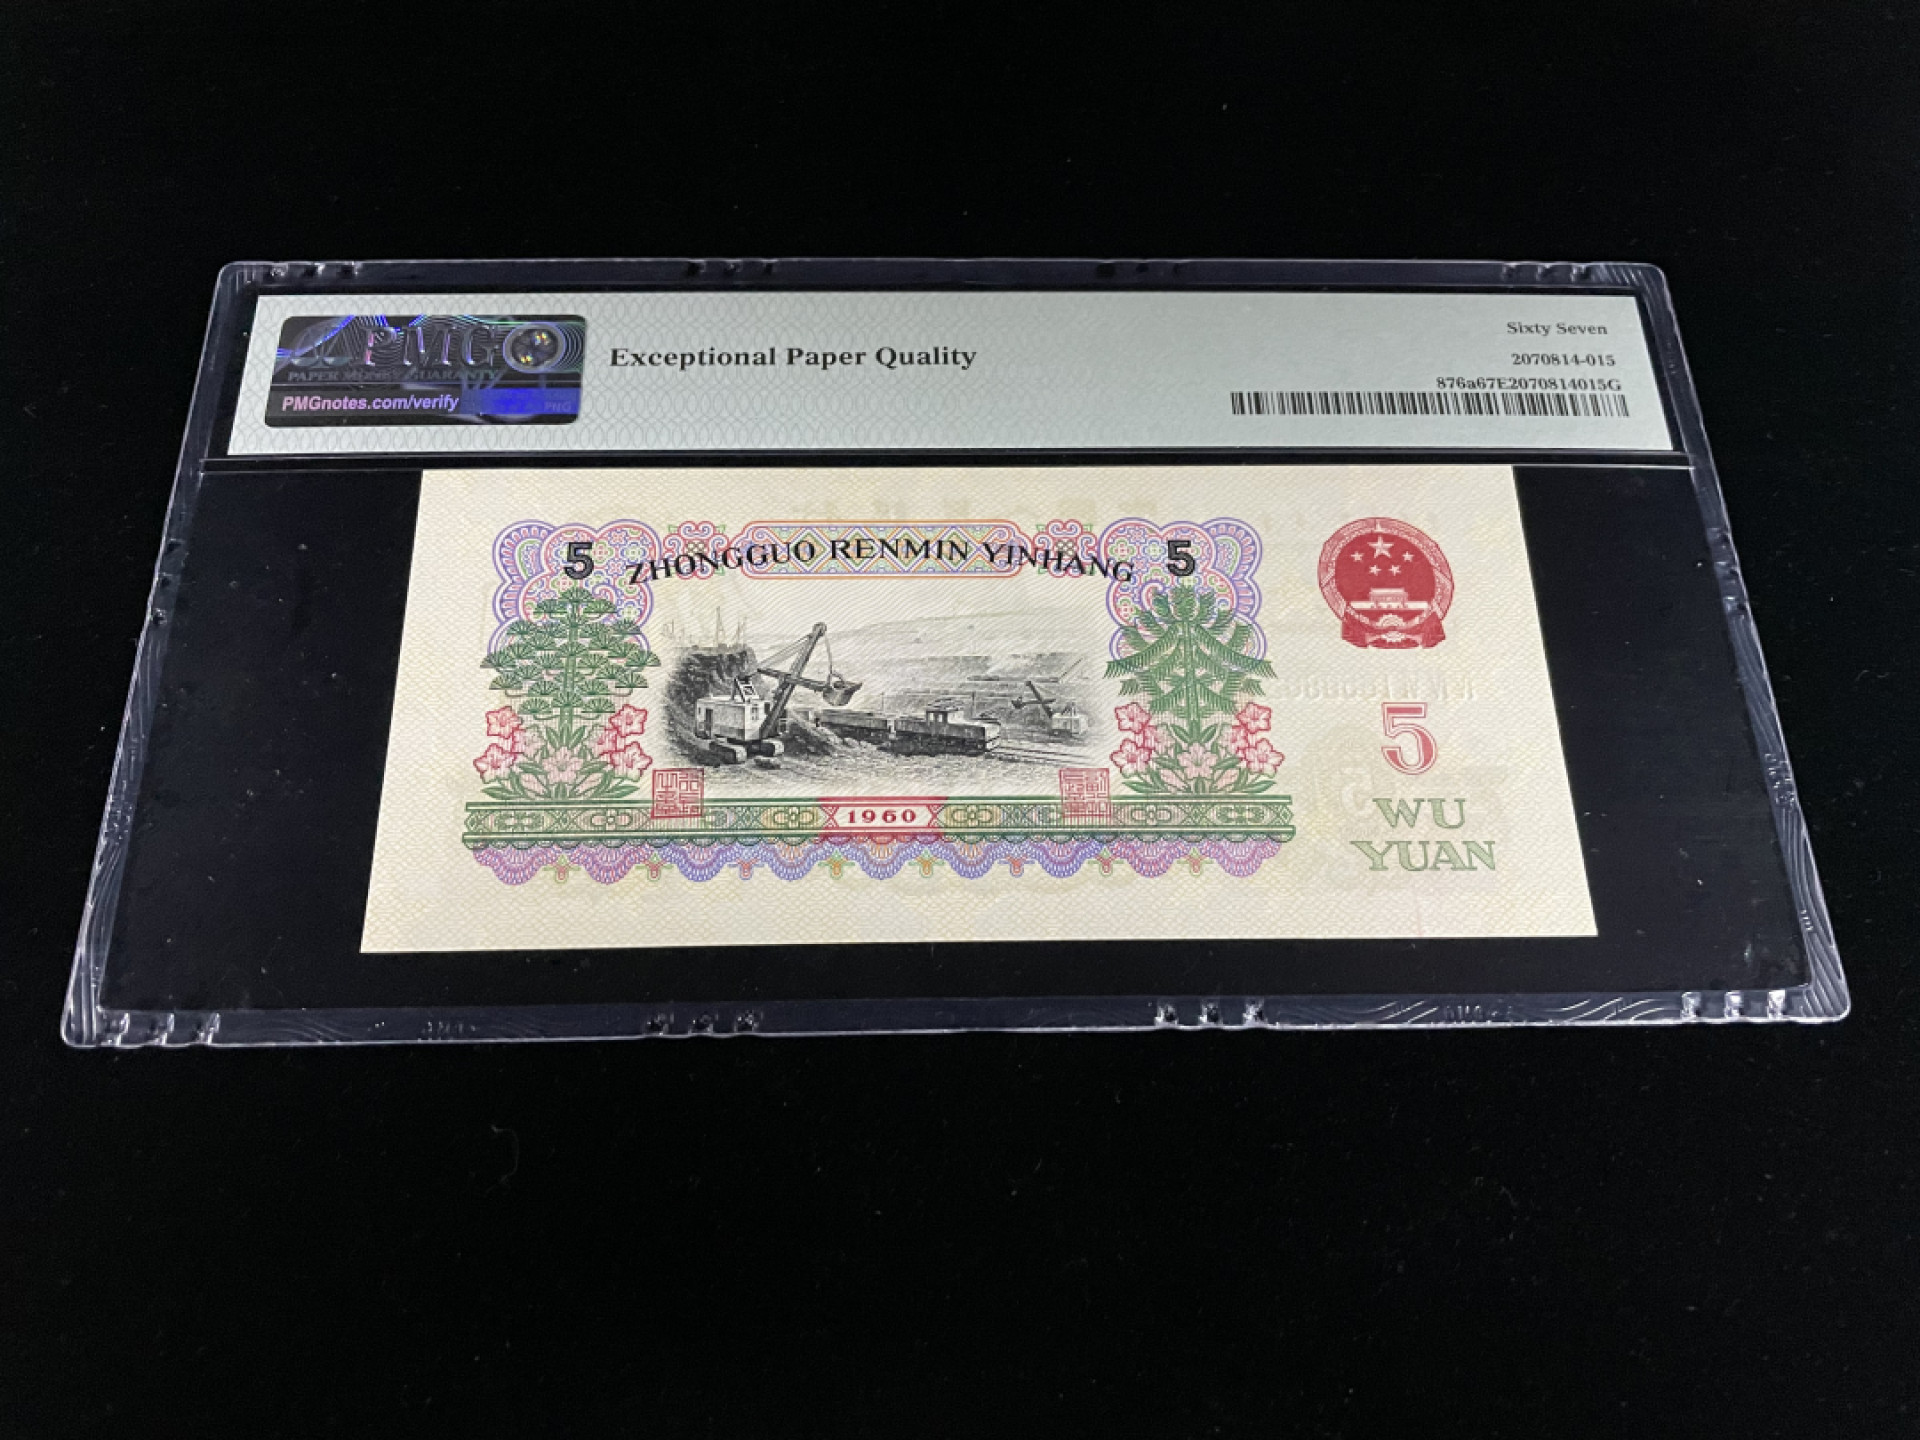 PMG
PAPER MONEY GUARANTY
PMGnotes.com/verify
Exceptional Paper Quality
Sixty Seven
2070814-015
876a67E2070814015G
5 ZHONGGUO RENMIN YINHANG 5
1960
5
WU
YUAN